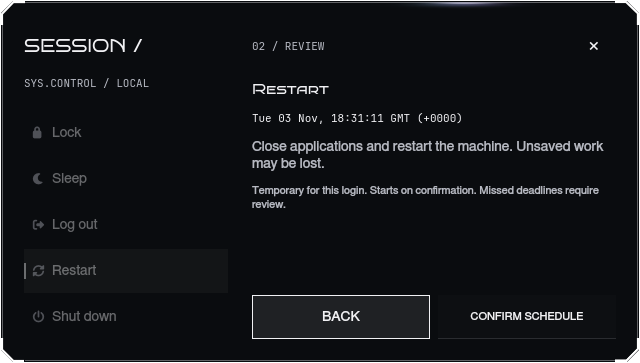 SESSION /
SYS.CONTROL / LOCAL
Lock
Sleep
Log out
Restart
Shut down
02 / REVIEW
×
Restart
Tue 03 Nov, 18:31:11 GMT (+0000)
Close applications and restart the machine. Unsaved work
may be lost.
Temporary for this login. Starts on confirmation. Missed deadlines require
review.
BACK
CONFIRM SCHEDULE